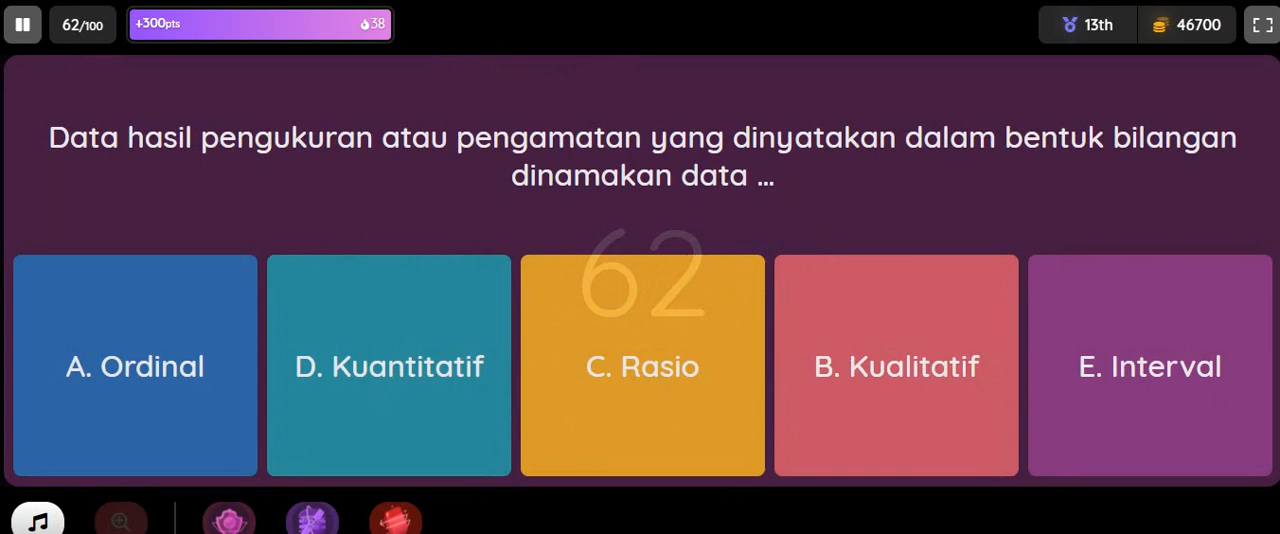 62/100
+300pts
38
13th
46700
Data hasil pengukuran atau pengamatan yang dinyatakan dalam bentuk bilangan
dinamakan data ...
62
A. Ordinal
D. Kuantitatif
C. Rasio
B. Kualitatif
E. Interval